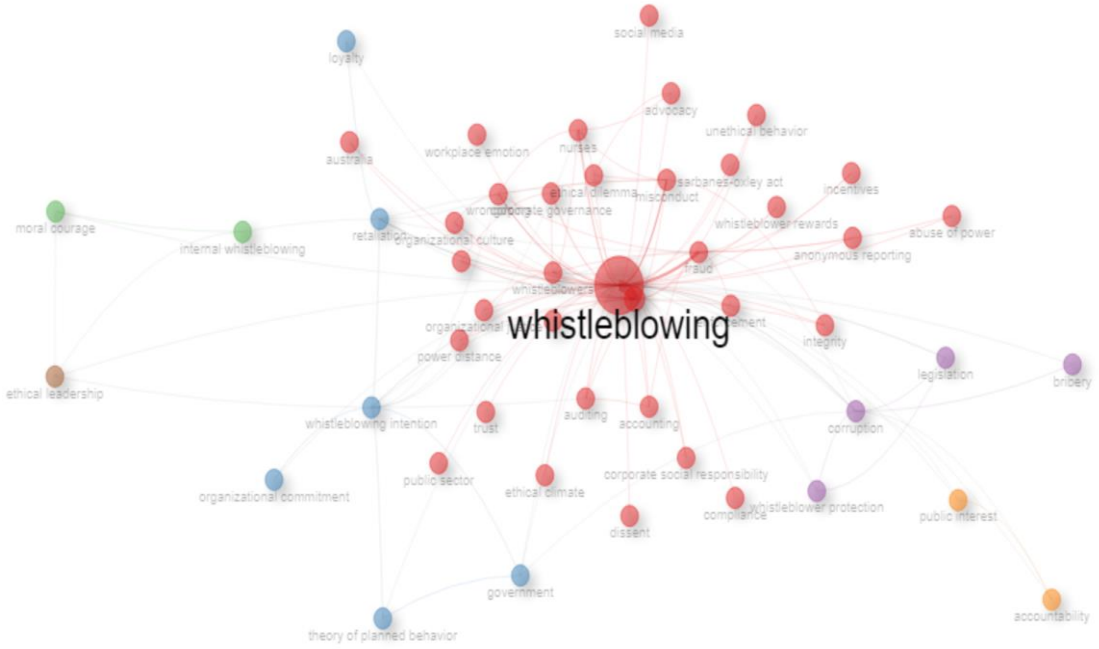 social media
loyalty
advocacy
unethical behavior
nurses
workplace emotion
australia
sarbanes-oxley act
incentives
ethical dilemma
misconduct
corporate governance
whistleblower rewards
moral courage
abuse of power
retaliation
organizational culture
internal whistleblowing
anonymous reporting
fraud
whistleblowers
organizational
whistleblowing
integrity
power distance
legislation
bribery
ethical leadership
whistleblowing intention
auditing
accounting
trust
corruption
corporate social responsibility
public sector
ethical climate
organizational commitment
whistleblower protection
compliance
public interest
dissent
government
accountability
theory of planned behavior